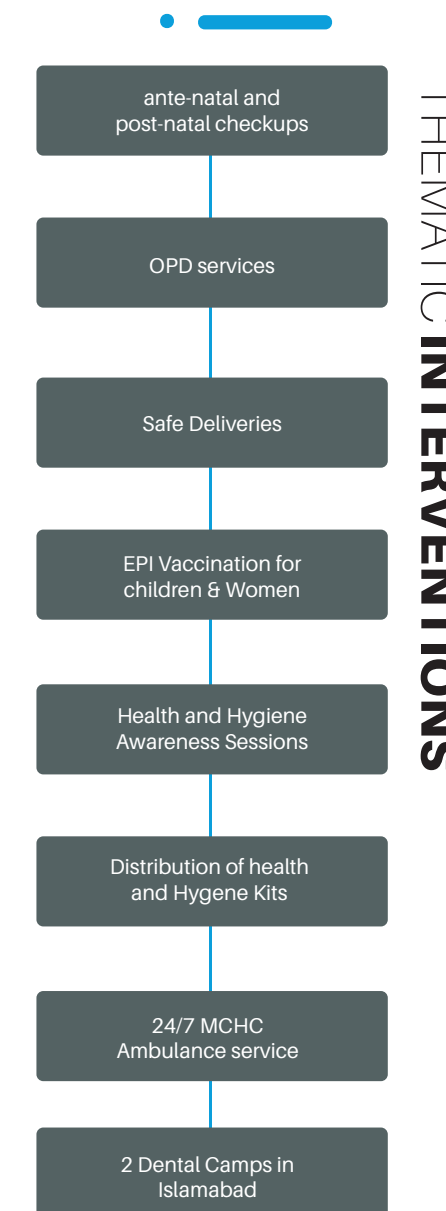 THEMATIC INTERVENTIONS
ante-natal and
post-natal checkups
OPD services
Safe Deliveries
EPI Vaccination for
children & Women
Health and Hygiene
Awareness Sessions
Distribution of health
and Hygene Kits
24/7 MCHC
Ambulance service
2 Dental Camps in
Islamabad